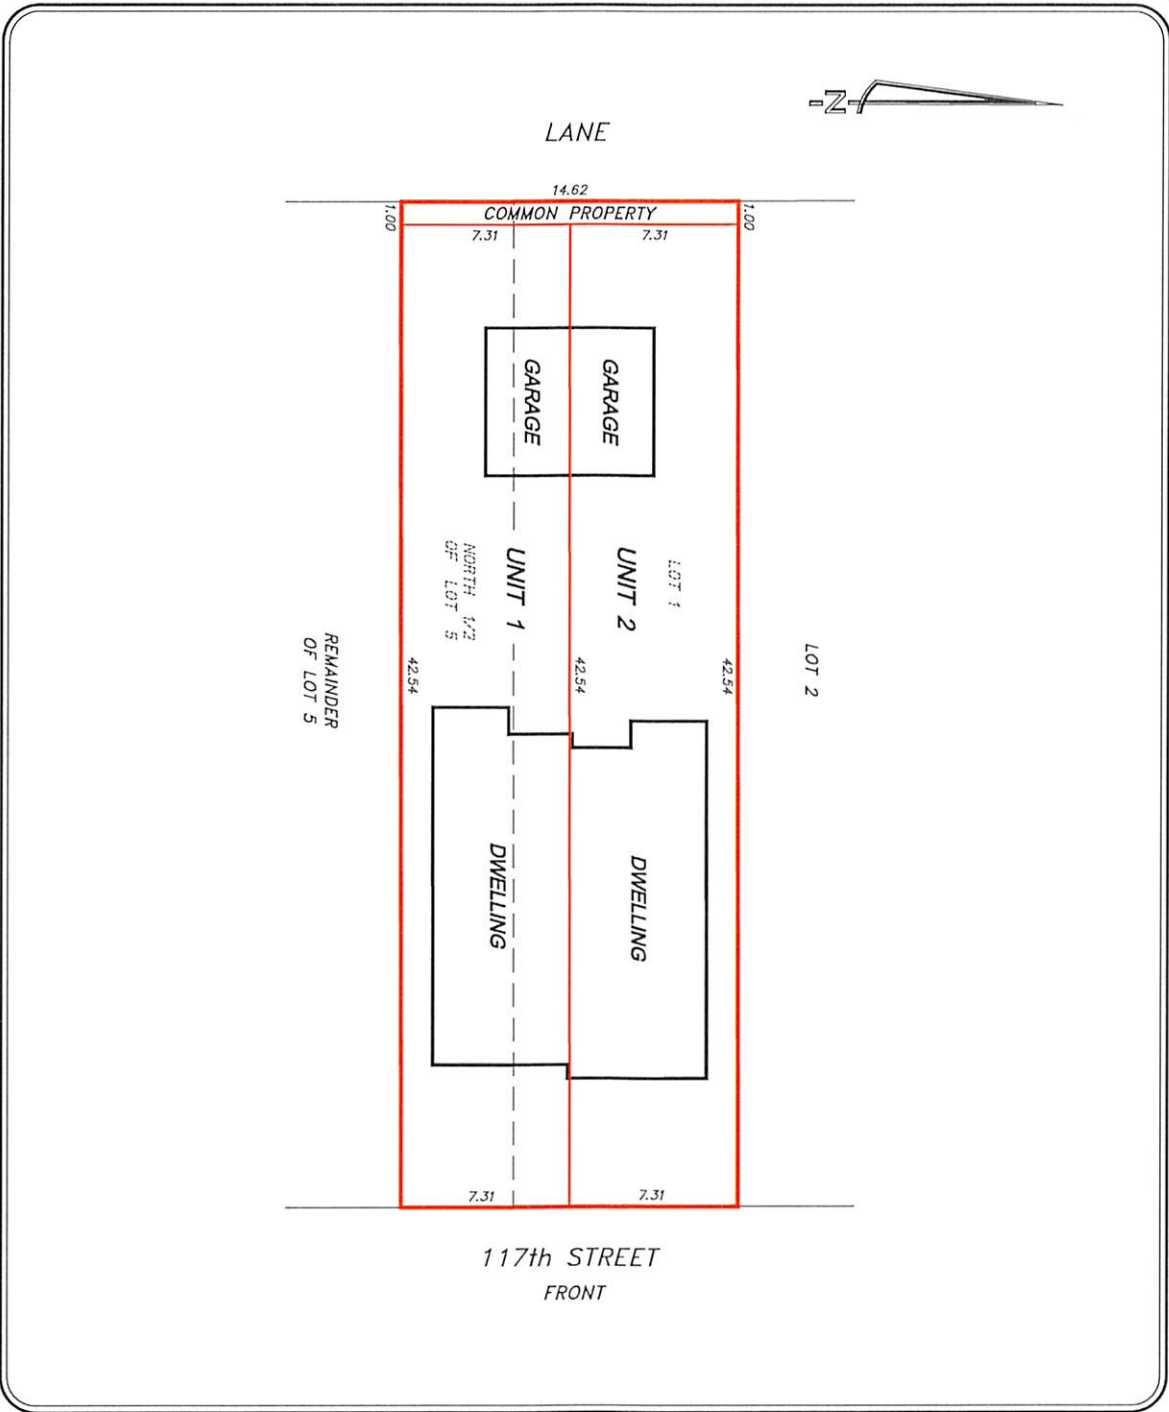 -N-
LANE
14.62
1.00
COMMON PROPERTY
1.00
7.31
7.31
GARAGE
GARAGE
UNIT 1
NORTH 1/2
OF LOT 5
UNIT 2
LOT 1
REMAINDER
OF LOT 5
42.54
42.54
42.54
LOT 2
DWELLING
DWELLING
7.31
7.31
117th STREET
FRONT